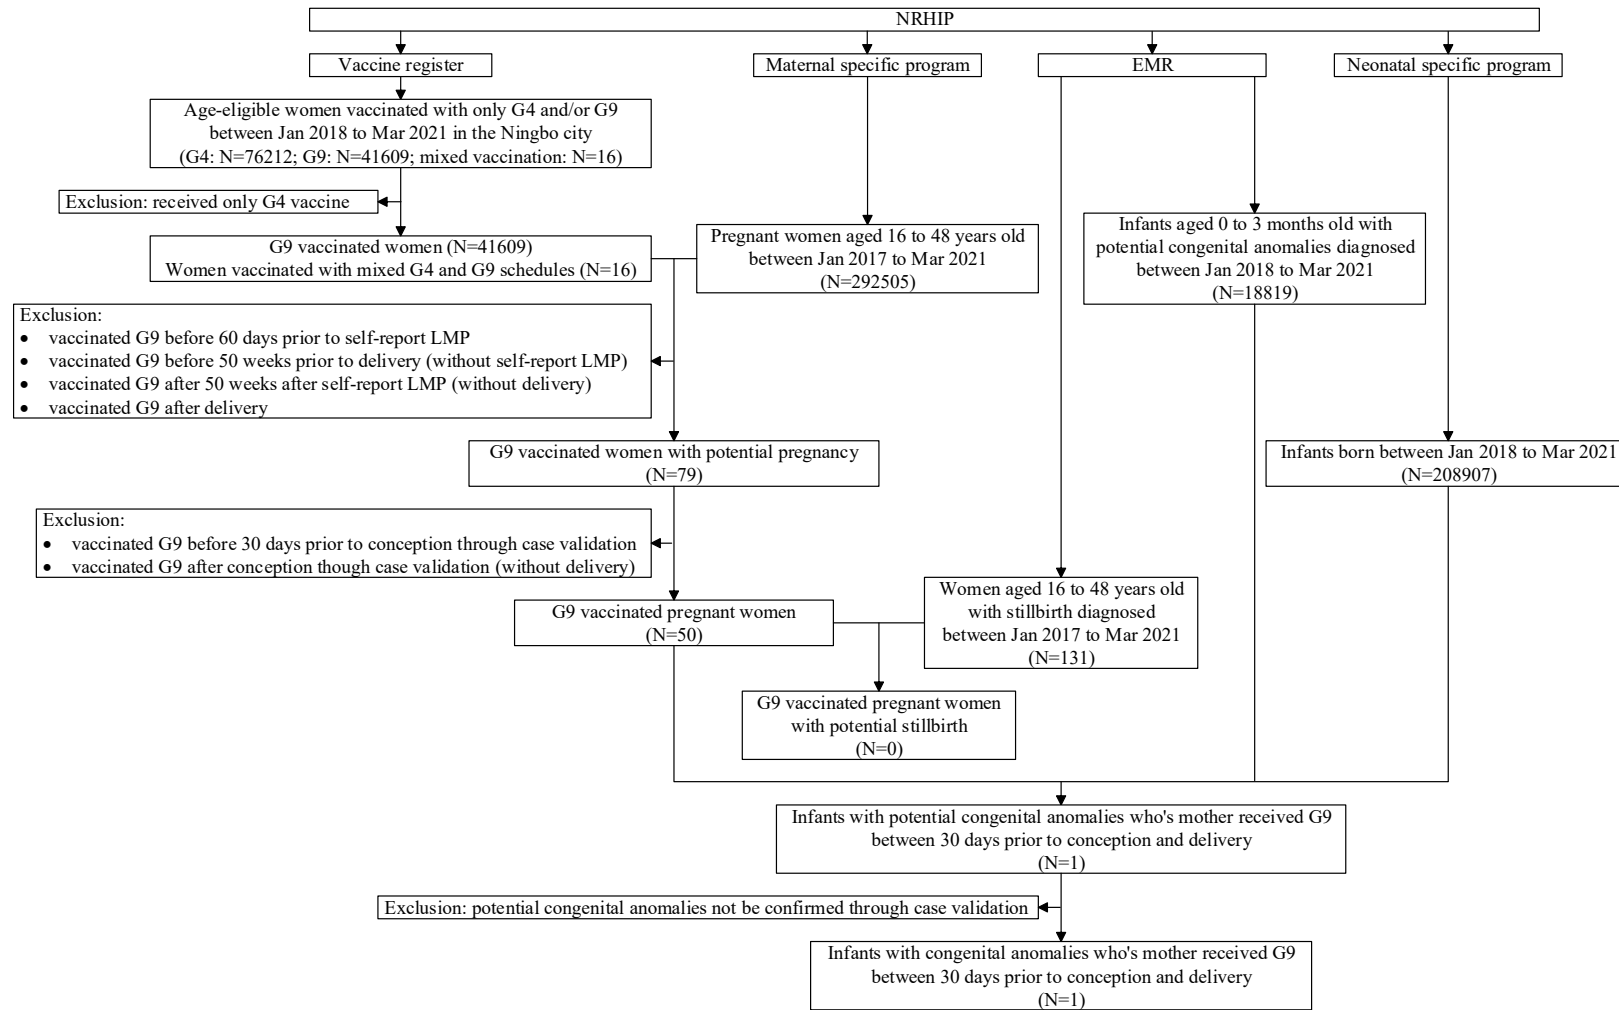 NRHIP
Vaccine register
Maternal specific program
EMR
Neonatal specific program
Age-eligible women vaccinated with only G4 and/or G9
between Jan 2018 to Mar 2021 in the Ningbo city
(G4: N=76212; G9: N=41609; mixed vaccination: N=16)
Exclusion: received only G4 vaccine
G9 vaccinated women (N=41609)
Women vaccinated with mixed G4 and G9 schedules (N=16)
Pregnant women aged 16 to 48 years old
between Jan 2017 to Mar 2021
(N=292505)
Infants aged 0 to 3 months old with
potential congenital anomalies diagnosed
between Jan 2018 to Mar 2021
(N=18819)
Exclusion:
• vaccinated G9 before 60 days prior to self-report LMP
• vaccinated G9 before 50 weeks prior to delivery (without self-report LMP)
• vaccinated G9 after 50 weeks after self-report LMP (without delivery)
• vaccinated G9 after delivery
G9 vaccinated women with potential pregnancy
(N=79)
Infants born between Jan 2018 to Mar 2021
(N=208907)
Exclusion:
• vaccinated G9 before 30 days prior to conception through case validation
• vaccinated G9 after conception though case validation (without delivery)
G9 vaccinated pregnant women
(N=50)
Women aged 16 to 48 years old
with stillbirth diagnosed
between Jan 2017 to Mar 2021
(N=131)
G9 vaccinated pregnant women
with potential stillbirth
(N=0)
Infants with potential congenital anomalies who's mother received G9
between 30 days prior to conception and delivery
(N=1)
Exclusion: potential congenital anomalies not be confirmed through case validation
Infants with congenital anomalies who's mother received G9
between 30 days prior to conception and delivery
(N=1)